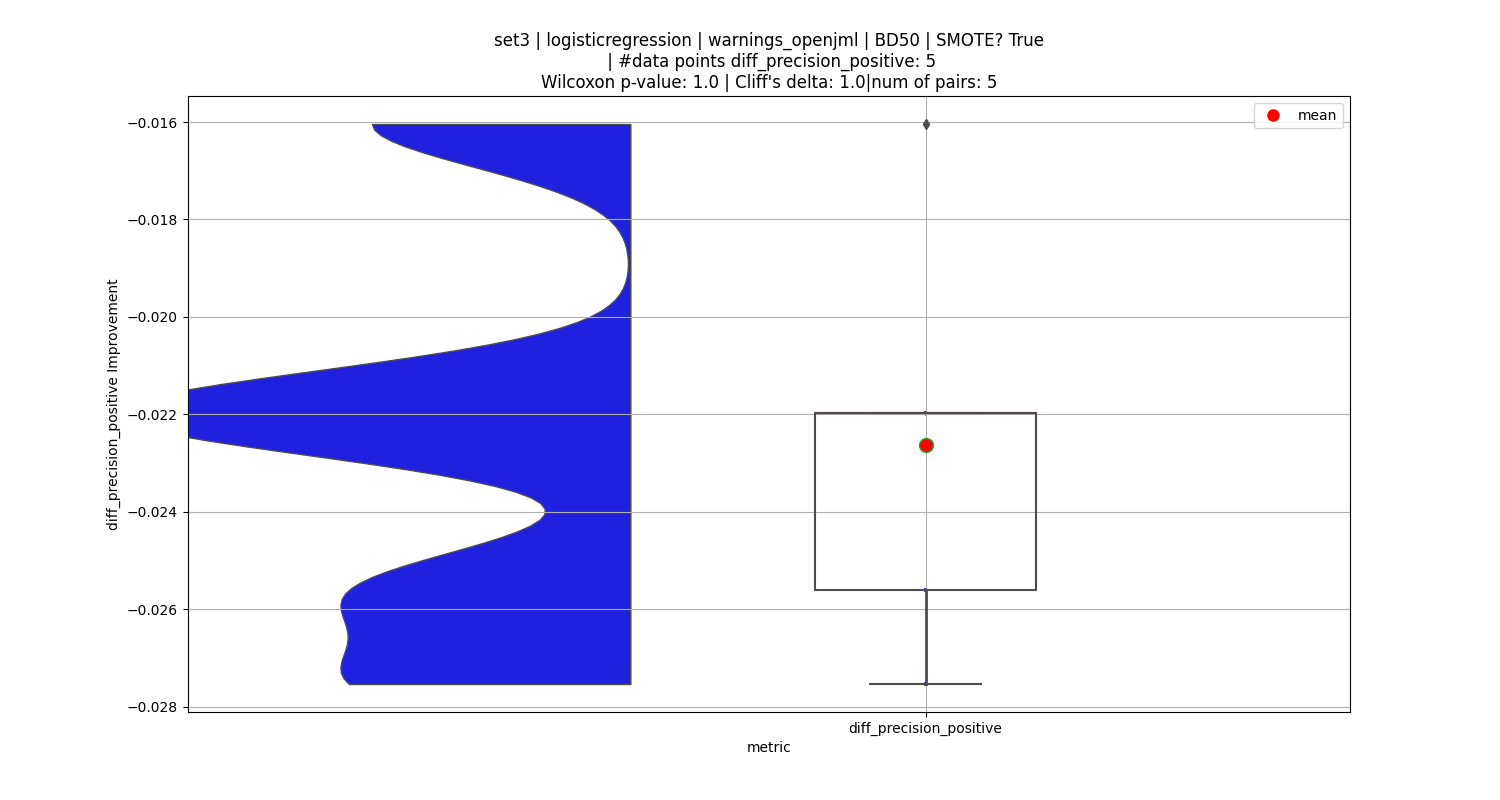 set3 | logisticregression | warnings_openjml | BD50 | SMOTE? True
| #data points diff_precision_positive: 5
Wilcoxon p-value: 1.0 | Cliff's delta: 1.0|num of pairs: 5
mean
−0.016
−0.018
−0.020
−0.022
−0.024
−0.026
−0.028
diff_precision_positive Improvement
diff_precision_positive
metric